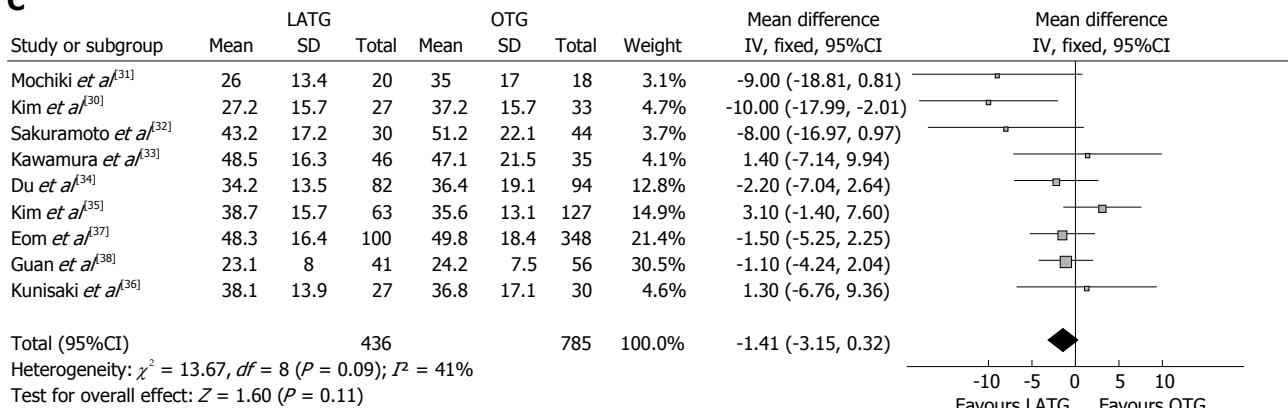 C
LATG OTG Mean difference Mean difference
Study or subgroup Mean SD Total Mean SD Total Weight IV, fixed, 95%CI IV, fixed, 95%CI
Mochiki et al[31] 26 13.4 20 35 17 18 3.1% -9.00 (-18.81, 0.81)
Kim et al[30] 27.2 15.7 27 37.2 15.7 33 4.7% -10.00 (-17.99, -2.01)
Sakuramoto et al[32] 43.2 17.2 30 51.2 22.1 44 3.7% -8.00 (-16.97, 0.97)
Kawamura et al[33] 48.5 16.3 46 47.1 21.5 35 4.1% 1.40 (-7.14, 9.94)
Du et al[34] 34.2 13.5 82 36.4 19.1 94 12.8% -2.20 (-7.04, 2.64)
Kim et al[35] 38.7 15.7 63 35.6 13.1 127 14.9% 3.10 (-1.40, 7.60)
Eom et al[37] 48.3 16.4 100 49.8 18.4 348 21.4% -1.50 (-5.25, 2.25)
Guan et al[38] 23.1 8 41 24.2 7.5 56 30.5% -1.10 (-4.24, 2.04)
Kunisaki et al[36] 38.1 13.9 27 36.8 17.1 30 4.6% 1.30 (-6.76, 9.36)
Total (95%CI) 436 785 100.0% -1.41 (-3.15, 0.32)
Heterogeneity: χ² = 13.67, df = 8 (P = 0.09); I² = 41%
-10 -5 0 5 10
Test for overall effect: Z = 1.60 (P = 0.11)
Favours LATG Favours OTG